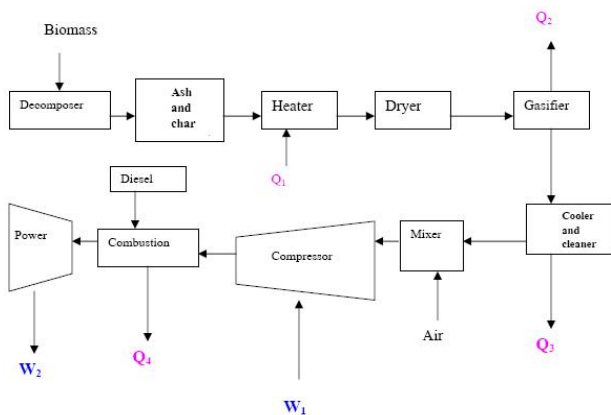 Biomass
Q2
Decomposer
Ash
and
char
Heater
Dryer
Gasifier
Q1
Diesel
Power
Combustion
Compressor
Mixer
Cooler
and
cleaner
Air
W2
Q4
W1
Q3